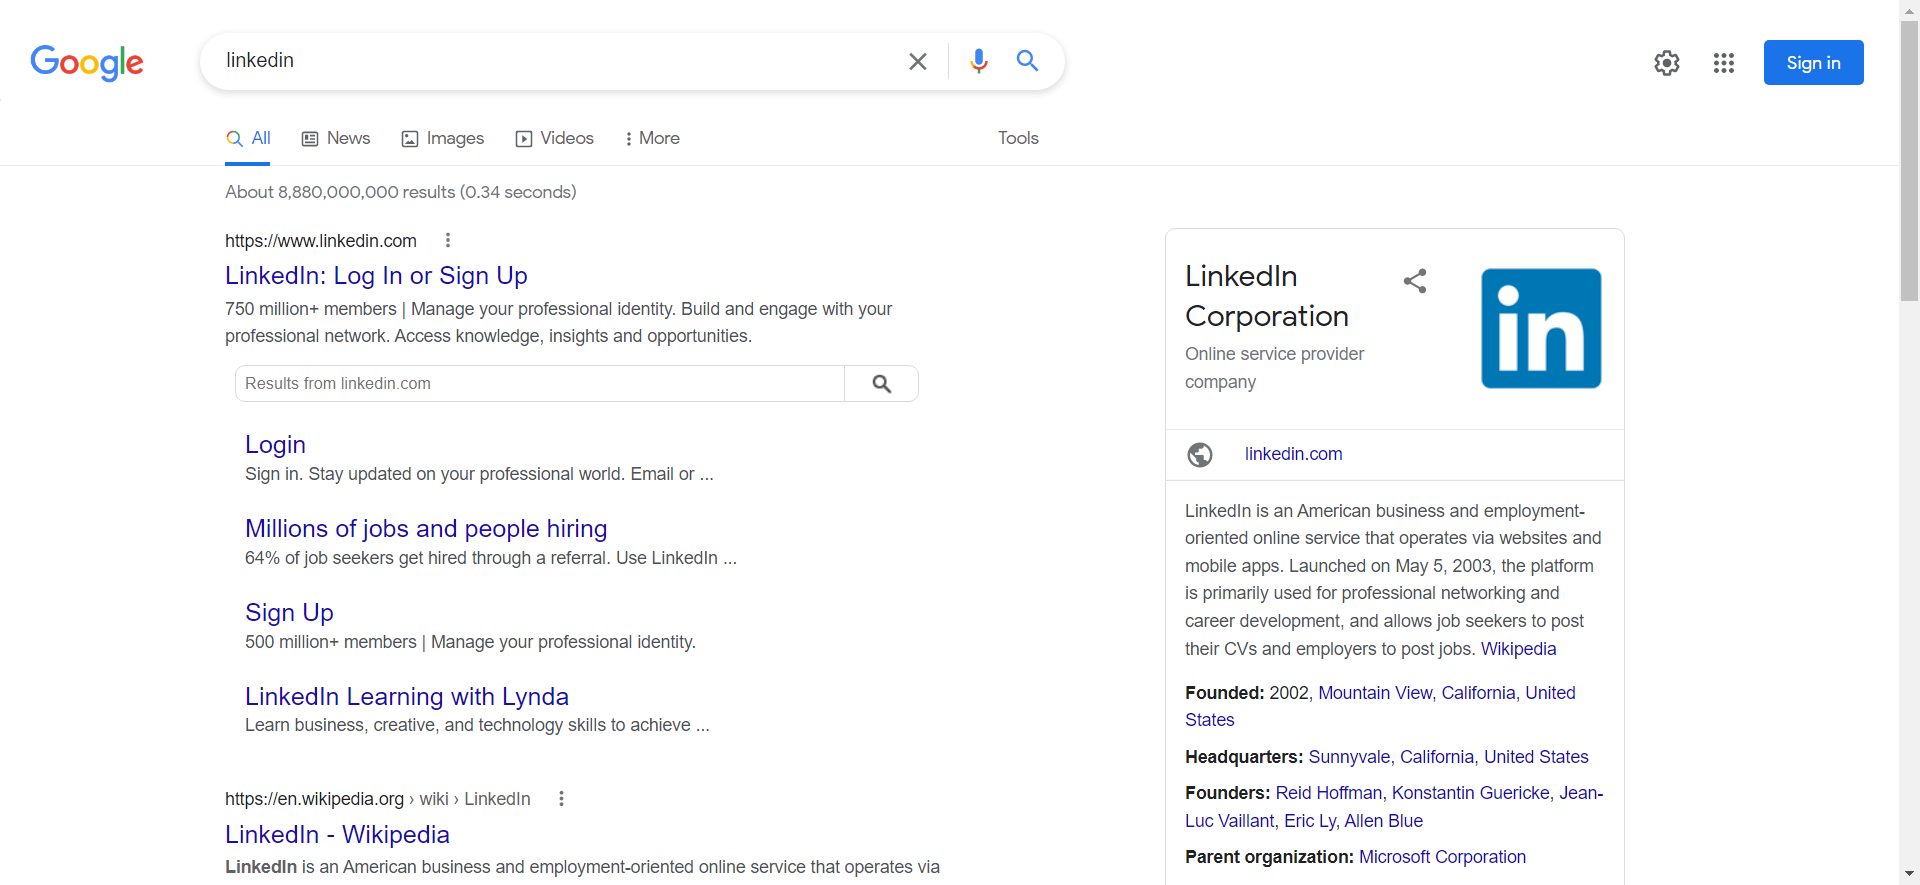 Google
linkedin
Sign in
All
News
Images
Videos
More
Tools
About 8,880,000,000 results (0.34 seconds)
https://www.linkedin.com
LinkedIn: Log In or Sign Up
750 million+ members | Manage your professional identity. Build and engage with your
professional network. Access knowledge, insights and opportunities.
Results from linkedin.com
Login
Sign in. Stay updated on your professional world. Email or ...
Millions of jobs and people hiring
64% of job seekers get hired through a referral. Use LinkedIn ...
Sign Up
500 million+ members | Manage your professional identity.
LinkedIn Learning with Lynda
Learn business, creative, and technology skills to achieve ...
https://en.wikipedia.org › wiki › LinkedIn
LinkedIn - Wikipedia
LinkedIn is an American business and employment-oriented online service that operates via
LinkedIn
Corporation
in
Online service provider
company
linkedin.com
LinkedIn is an American business and employment-
oriented online service that operates via websites and
mobile apps. Launched on May 5, 2003, the platform
is primarily used for professional networking and
career development, and allows job seekers to post
their CVs and employers to post jobs. Wikipedia
Founded: 2002, Mountain View, California, United
States
Headquarters: Sunnyvale, California, United States
Founders: Reid Hoffman, Konstantin Guericke, Jean-
Luc Vaillant, Eric Ly, Allen Blue
Parent organization: Microsoft Corporation